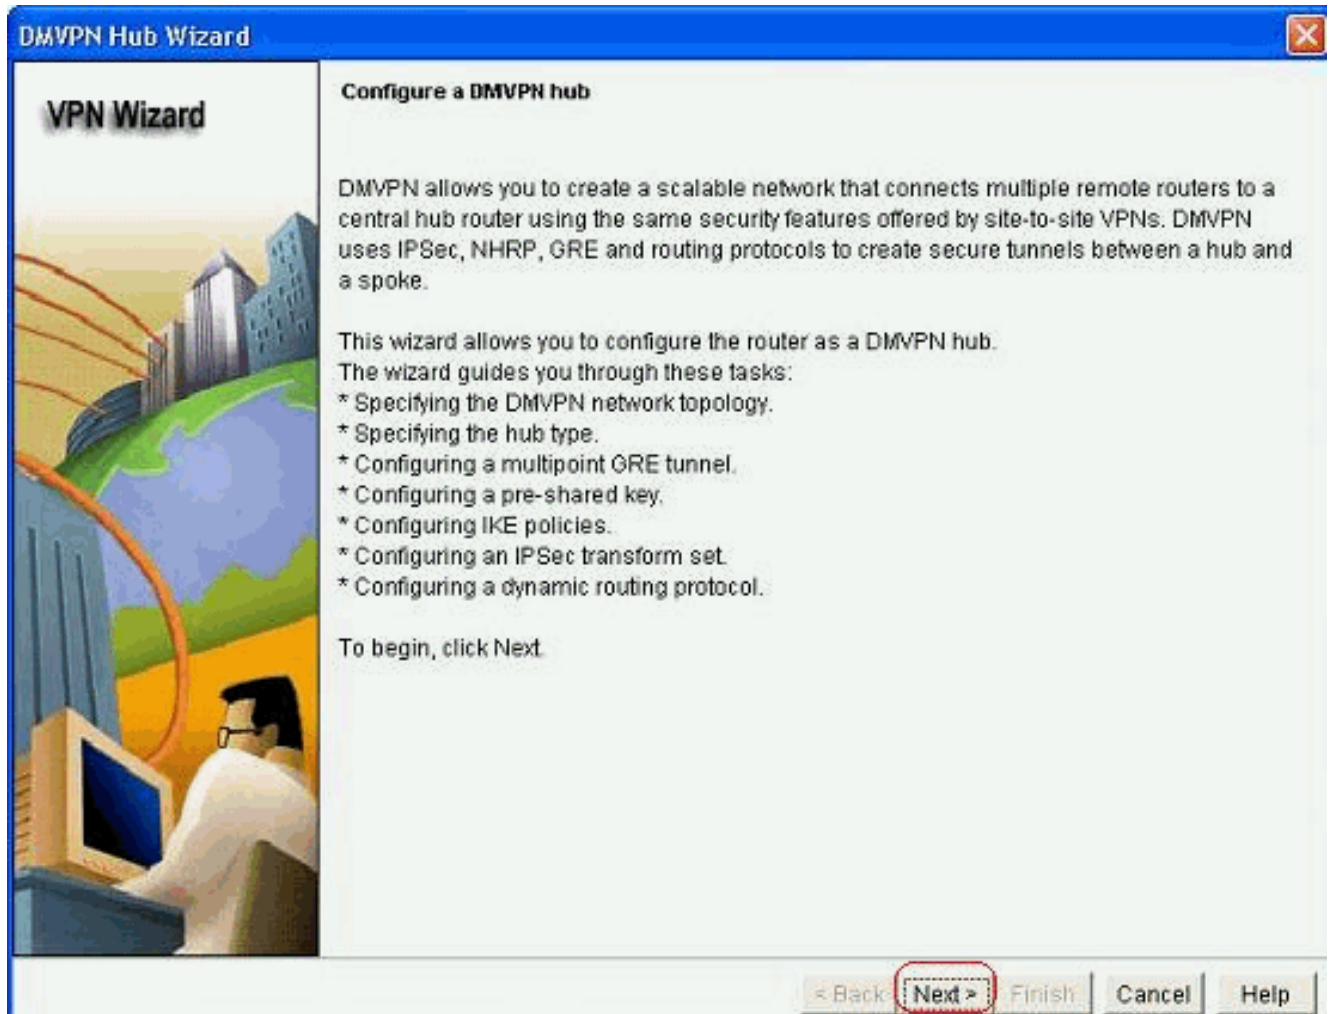 DMVPN Hub Wizard
VPN Wizard
Configure a DMVPN hub
DMVPN allows you to create a scalable network that connects multiple remote routers to a
central hub router using the same security features offered by site-to-site VPNs. DMVPN
uses IPSec, NHRP, GRE and routing protocols to create secure tunnels between a hub and
a spoke.
This wizard allows you to configure the router as a DMVPN hub.
The wizard guides you through these tasks:
* Specifying the DMVPN network topology.
* Specifying the hub type.
* Configuring a multipoint GRE tunnel.
* Configuring a pre-shared key.
* Configuring IKE policies.
* Configuring an IPSec transform set.
* Configuring a dynamic routing protocol.
To begin, click Next.
< Back Next > Finish Cancel Help